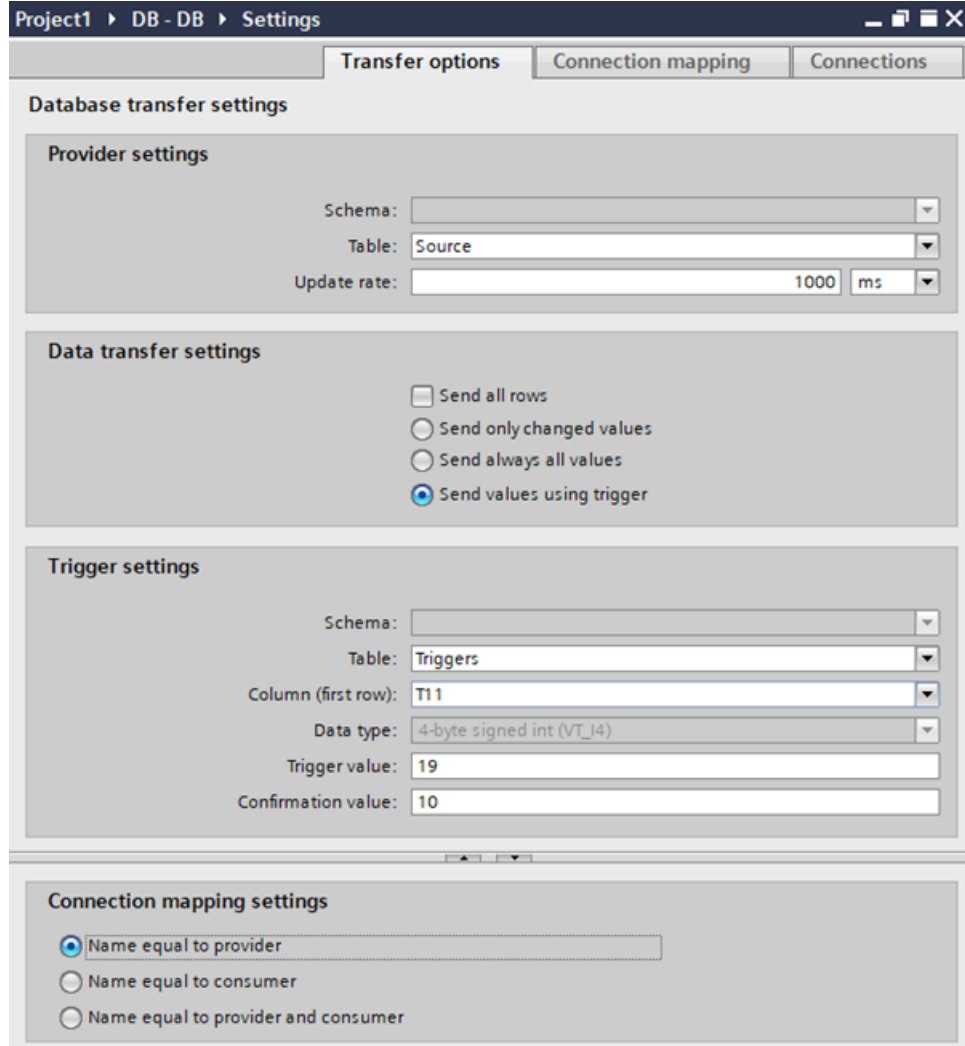 Project1 ▸ DB - DB ▸ Settings
Transfer options Connection mapping Connections
Database transfer settings
Provider settings
Schema:
Table: Source
Update rate: 1000 ms
Data transfer settings
Send all rows
Send only changed values
Send always all values
Send values using trigger
Trigger settings
Schema:
Table: Triggers
Column (first row): T11
Data type: 4-byte signed int (VT_I4)
Trigger value: 19
Confirmation value: 10
Connection mapping settings
Name equal to provider
Name equal to consumer
Name equal to provider and consumer